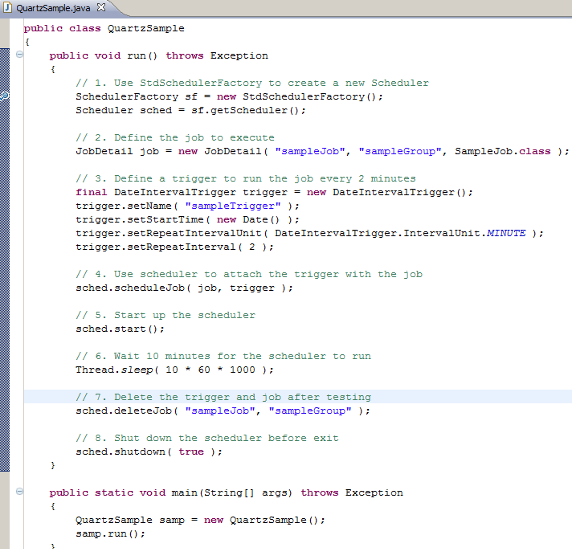 QuartzSample.java
public class QuartzSample
{
public void run() throws Exception
{
// 1. Use StdSchedulerFactory to create a new Scheduler
SchedulerFactory sf = new StdSchedulerFactory();
Scheduler sched = sf.getScheduler();
// 2. Define the job to execute
JobDetail job = new JobDetail( "sampleJob", "sampleGroup", SampleJob.class );
// 3. Define a trigger to run the job every 2 minutes
final DateIntervalTrigger trigger = new DateIntervalTrigger();
trigger.setName( "sampleTrigger" );
trigger.setStartTime( new Date() );
trigger.setRepeatIntervalUnit( DateIntervalTrigger.IntervalUnit.MINUTE );
trigger.setRepeatInterval( 2 );
// 4. Use scheduler to attach the trigger with the job
sched.scheduleJob( job, trigger );
// 5. Start up the scheduler
sched.start();
// 6. Wait 10 minutes for the scheduler to run
Thread.sleep( 10 * 60 * 1000 );
// 7. Delete the trigger and job after testing
sched.deleteJob( "sampleJob", "sampleGroup" );
// 8. Shut down the scheduler before exit
sched.shutdown( true );
}
public static void main(String[] args) throws Exception
{
QuartzSample samp = new QuartzSample();
samp.run();
}